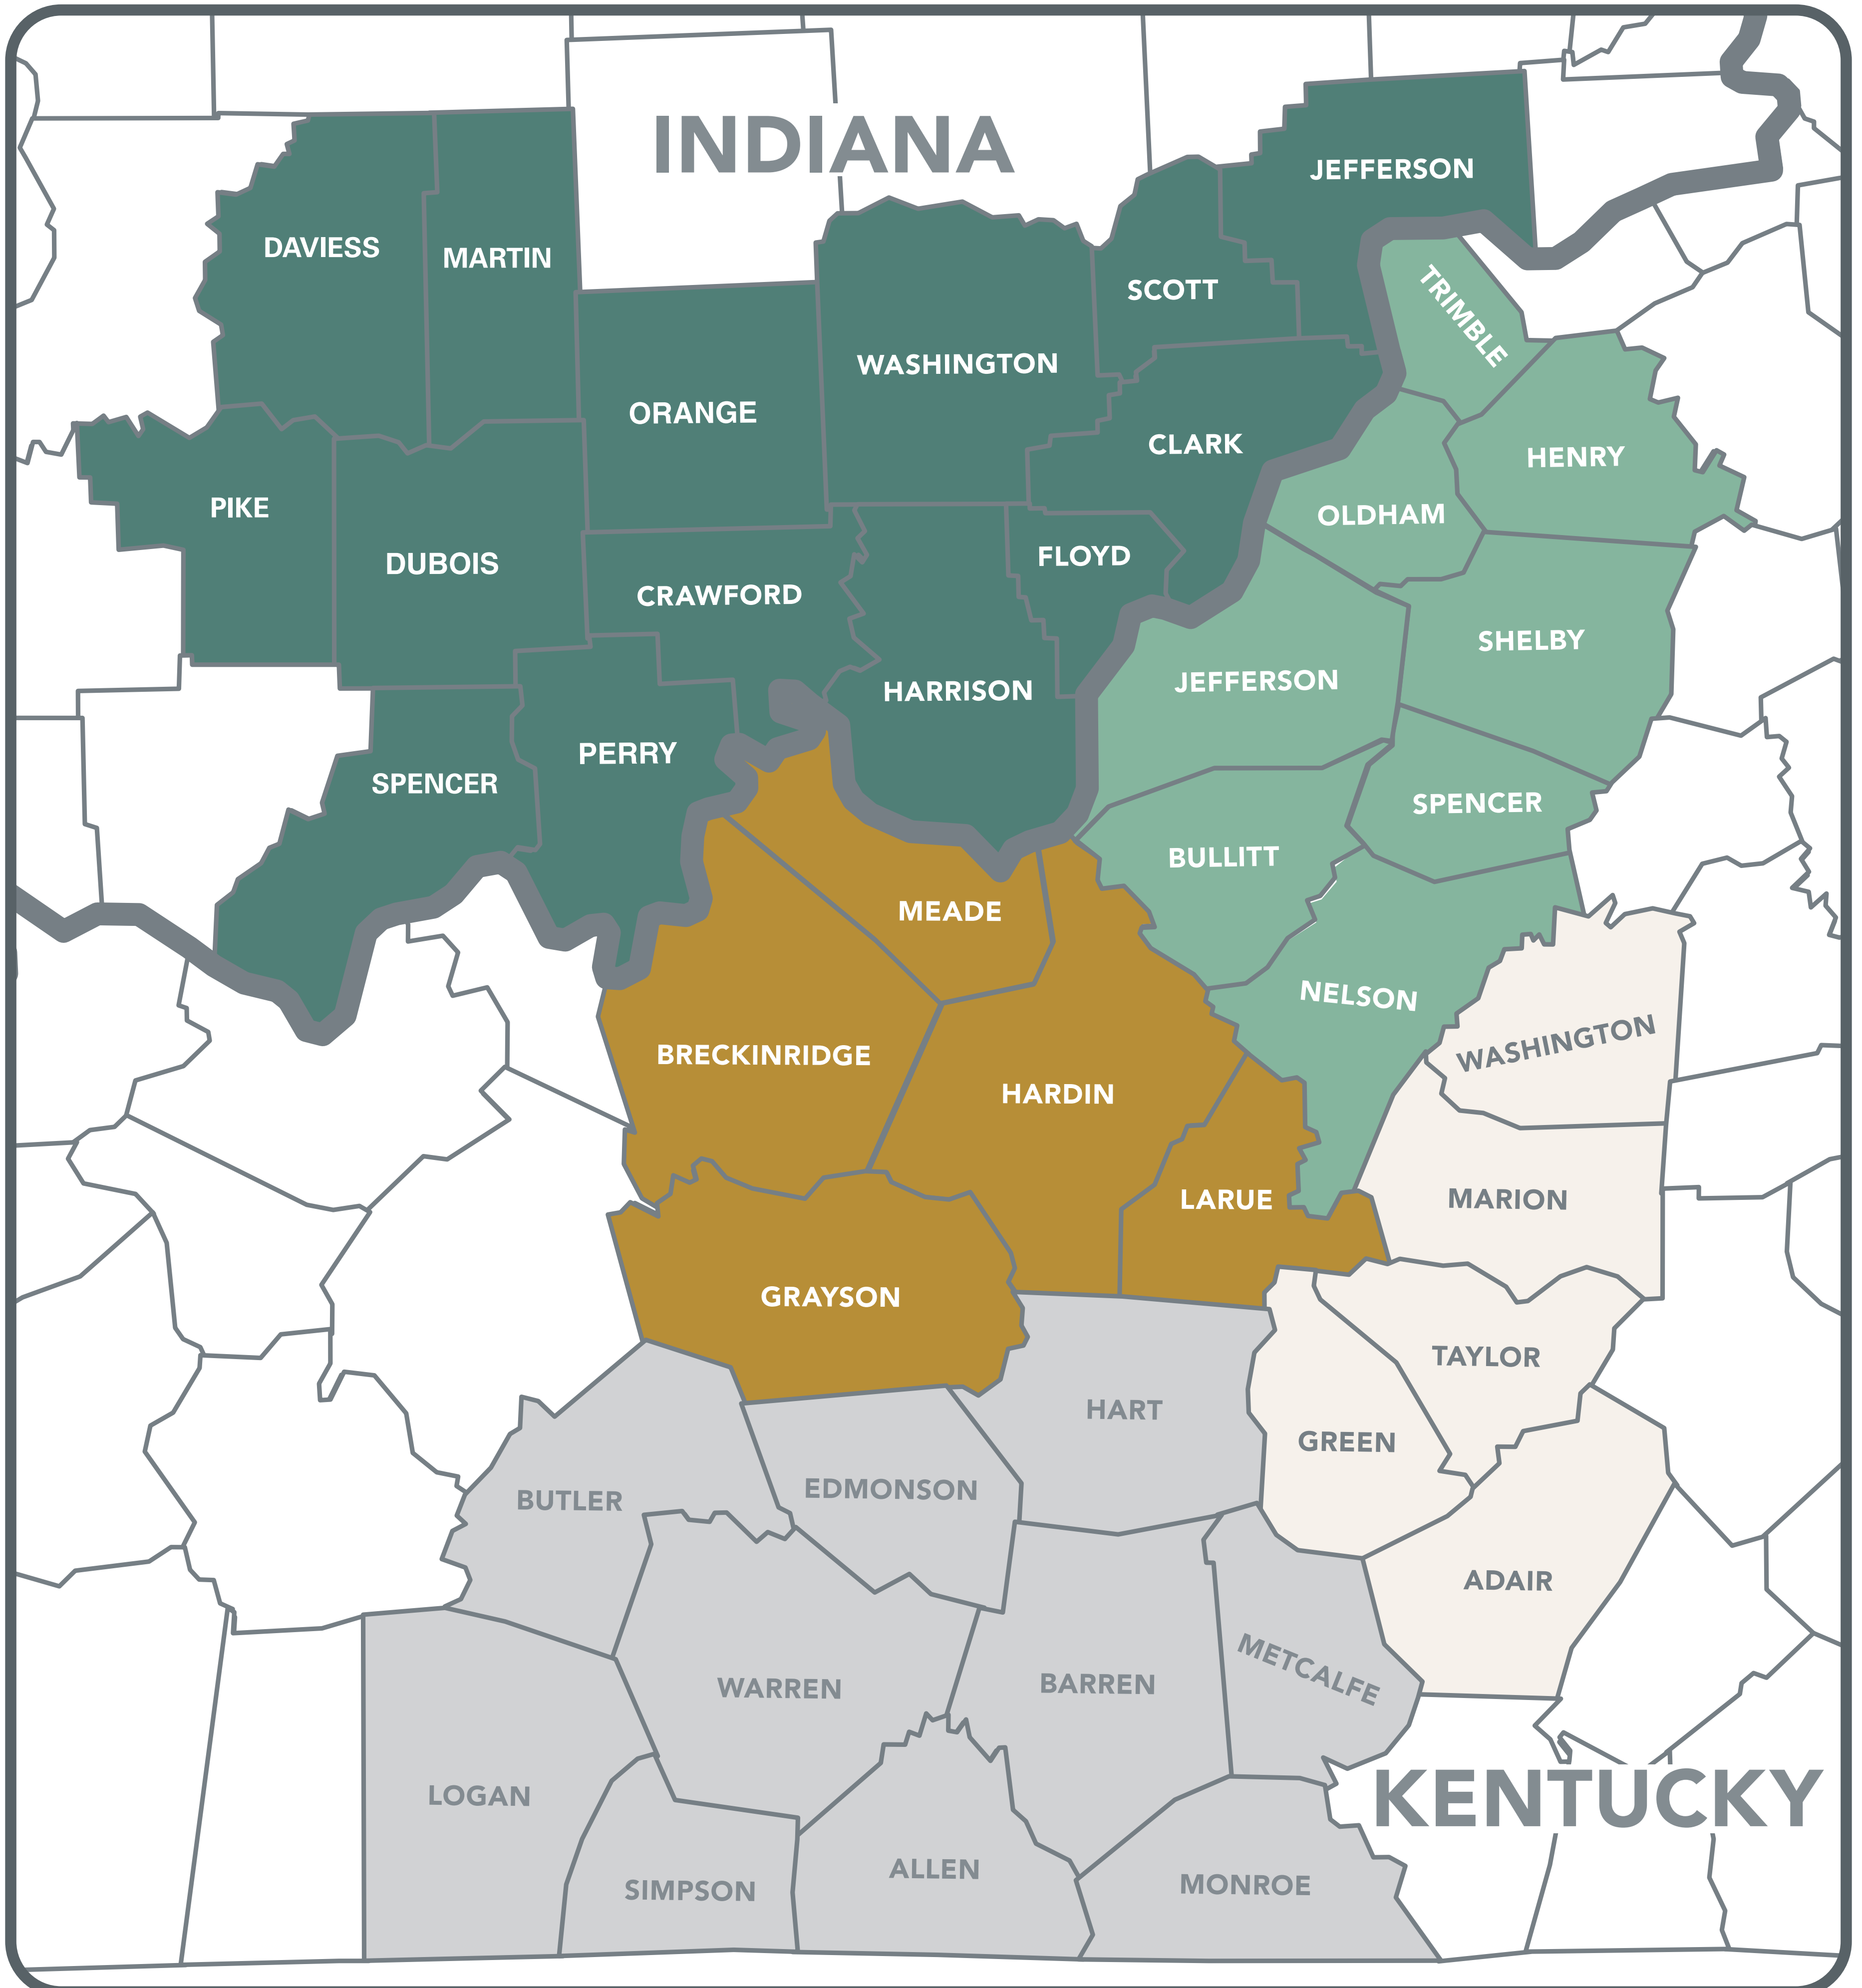 INDIANA
JEFFERSON
DAVIESS
MARTIN
SCOTT
TRIMBLE
WASHINGTON
ORANGE
CLARK
HENRY
PIKE
OLDHAM
DUBOIS
FLOYD
CRAWFORD
SHELBY
HARRISON
JEFFERSON
PERRY
SPENCER
SPENCER
BULLITT
MEADE
NELSON
WASHINGTON
BRECKINRIDGE
HARDIN
LARUE
MARION
GRAYSON
TAYLOR
HART
GREEN
EDMONSON
BUTLER
ADAIR
METCALFE
WARREN
BARREN
LOGAN
KENTUCKY
ALLEN
SIMPSON
MONROE